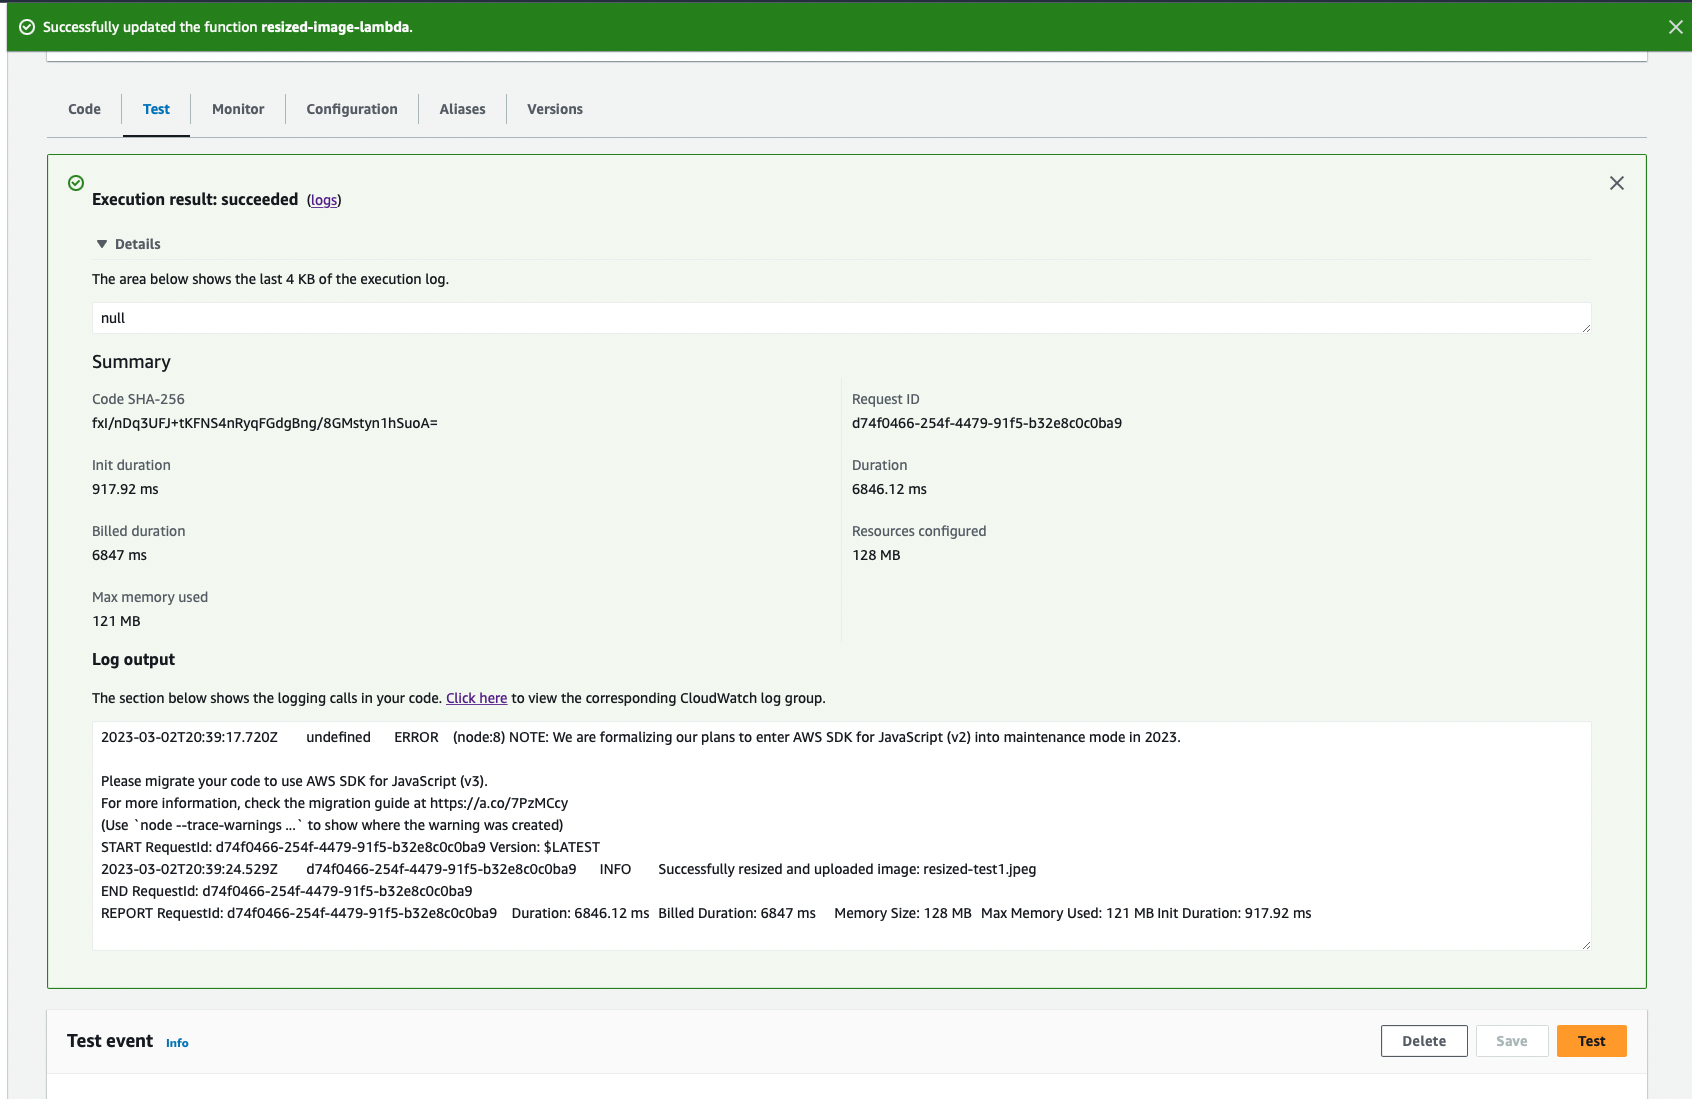 Successfully updated the function resized-image-lambda.
Code Test Monitor Configuration Aliases Versions
Execution result: succeeded (logs)
Details
The area below shows the last 4 KB of the execution log.
null
Summary
Code SHA-256
fxI/nDq3UFJ+tKFNS4nRyqFGdgBng/8GMstyn1hSuoA=
Request ID
d74f0466-254f-4479-91f5-b32e8c0c0ba9
Init duration
917.92 ms
Duration
6846.12 ms
Billed duration
6847 ms
Resources configured
128 MB
Max memory used
121 MB
Log output
The section below shows the logging calls in your code. Click here to view the corresponding CloudWatch log group.
2023-03-02T20:39:17.720Z undefined ERROR (node:8) NOTE: We are formalizing our plans to enter AWS SDK for JavaScript (v2) into maintenance mode in 2023.
Please migrate your code to use AWS SDK for JavaScript (v3).
For more information, check the migration guide at https://a.co/7PzMCcy
(Use `node --trace-warnings ...` to show where the warning was created)
START RequestId: d74f0466-254f-4479-91f5-b32e8c0c0ba9 Version: $LATEST
2023-03-02T20:39:24.529Z d74f0466-254f-4479-91f5-b32e8c0c0ba9 INFO Successfully resized and uploaded image: resized-test1.jpeg
END RequestId: d74f0466-254f-4479-91f5-b32e8c0c0ba9
REPORT RequestId: d74f0466-254f-4479-91f5-b32e8c0c0ba9 Duration: 6846.12 ms Billed Duration: 6847 ms Memory Size: 128 MB Max Memory Used: 121 MB Init Duration: 917.92 ms
Test event Info Delete Save Test